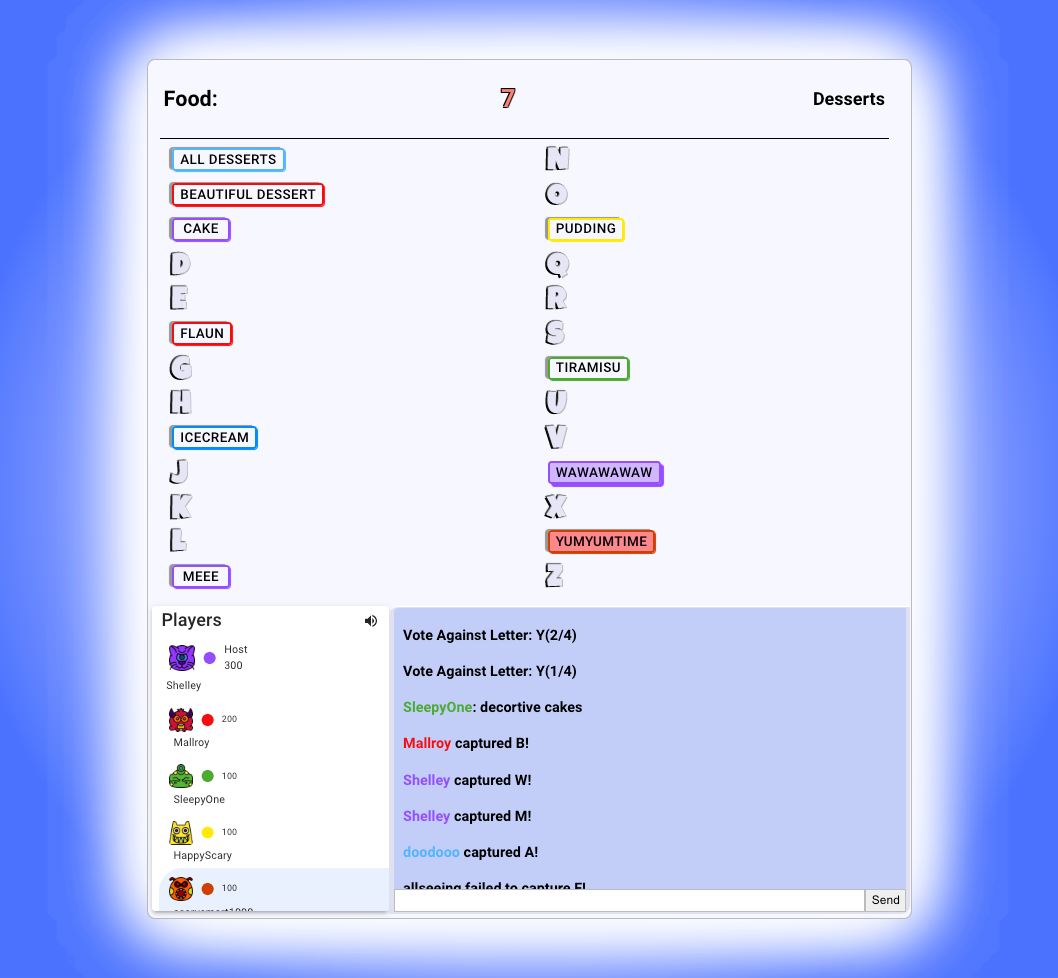 Food:
7
Desserts
ALL DESSERTS
BEAUTIFUL DESSERT
CAKE
D
E
FLAUN
G
H
ICECREAM
J
K
L
MEEE
N
O
PUDDING
Q
R
S
TIRAMISU
U
V
WAWAWAWAW
X
YUMYUMTIME
Z
Players
Host
300
Shelley
200
Mallroy
100
SleepyOne
100
HappyScary
100
Vote Against Letter: Y(2/4)
Vote Against Letter: Y(1/4)
SleepyOne: decortive cakes
Mallroy captured B!
Shelley captured W!
Shelley captured M!
doodooo captured A!
allseeing failed to capture
Send